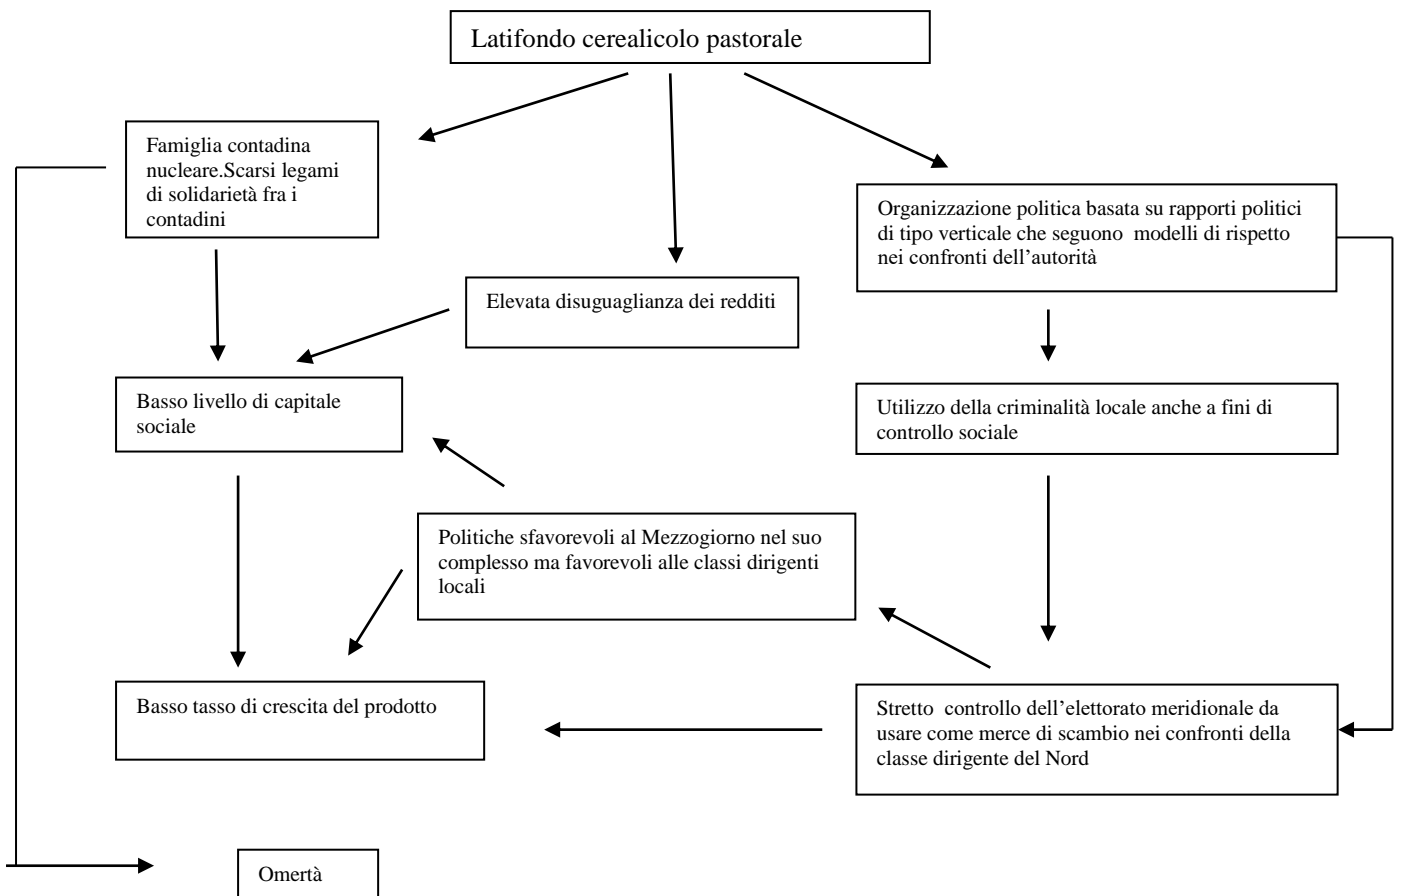 Latifondo cerealicolo pastorale
Famiglia contadina
nucleare.Scarsi legami
di solidarietà fra i
contadini
Organizzazione politica basata su rapporti politici
di tipo verticale che seguono  modelli di rispetto
nei confronti dell’autorità
Elevata disuguaglianza dei redditi
Basso livello di capitale
sociale
Utilizzo della criminalità locale anche a fini di
controllo sociale
Politiche sfavorevoli al Mezzogiorno nel suo
complesso ma favorevoli alle classi dirigenti
locali
Basso tasso di crescita del prodotto
Stretto  controllo dell’elettorato meridionale da
usare come merce di scambio nei confronti della
classe dirigente del Nord
Omertà